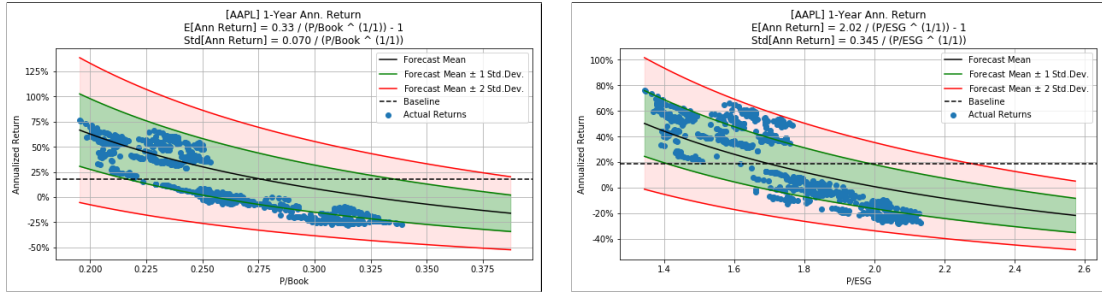 [AAPL] 1-Year Ann. Return
E[Ann Return] = 0.33 / (P/Book ^ (1/1)) - 1
Std[Ann Return] = 0.070 / (P/Book ^ (1/1))
Forecast Mean
Forecast Mean ± 1 Std.Dev.
Forecast Mean ± 2 Std.Dev.
Baseline
Actual Returns
Annualized Return
125%
100%
75%
50%
25%
0%
-25%
-50%
0.200
0.225
0.250
0.275
0.300
0.325
0.350
0.375
P/Book
[AAPL] 1-Year Ann. Return
E[Ann Return] = 2.02 / (P/ESG ^ (1/1)) - 1
Std[Ann Return] = 0.345 / (P/ESG ^ (1/1))
Forecast Mean
Forecast Mean ± 1 Std.Dev.
Forecast Mean ± 2 Std.Dev.
Baseline
Actual Returns
Annualized Return
100%
80%
60%
40%
20%
0%
-20%
-40%
1.4
1.6
1.8
2.0
2.2
2.4
2.6
P/ESG